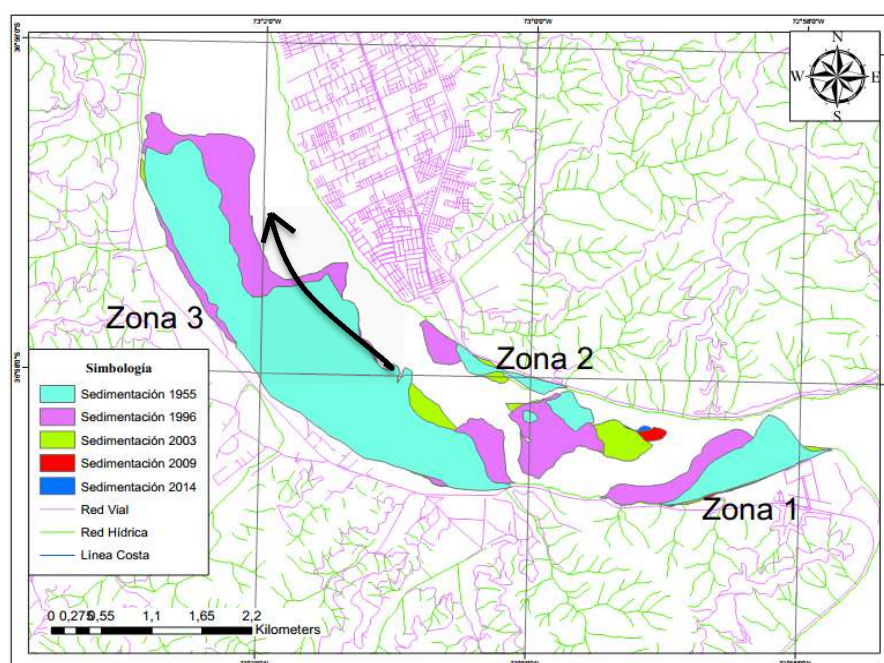 73°2'0"W 73°0'0"W 72°58'0"W
N
W E
S
Zona 3
Zona 2
Zona 1
Simbología
Sedimentación 1955
Sedimentación 1996
Sedimentación 2003
Sedimentación 2009
Sedimentación 2014
Red Vial
Red Hídrica
Línea Costa
0 0,275 0,55 1,1 1,65 2,2
Kilometers